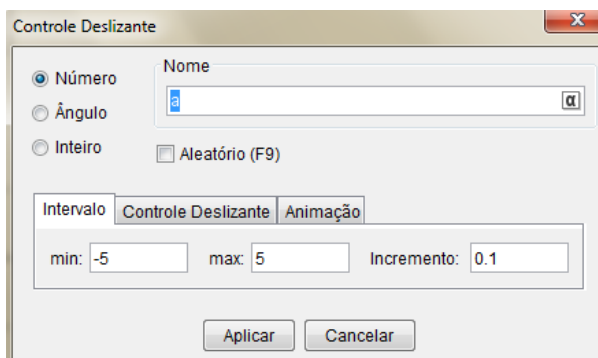 Controle Deslizante
Número
Ângulo
Inteiro
Nome
a
α
Aleatório (F9)
Intervalo Controle Deslizante Animação
min: -5 max: 5 Incremento: 0.1
Aplicar Cancelar